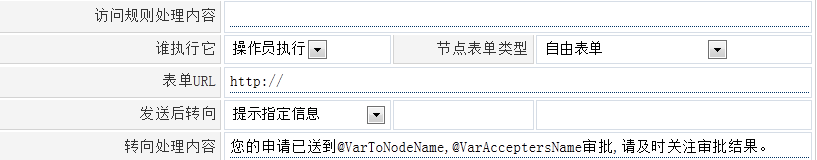 访问规则处理内容
谁执行它 操作员执行 节点表单类型 自由表单
表单URL http://
发送后转向 提示指定信息
转向处理内容 您的申请已送到@VarToNodeName,@VarAcceptersName审批,请及时关注审批结果。